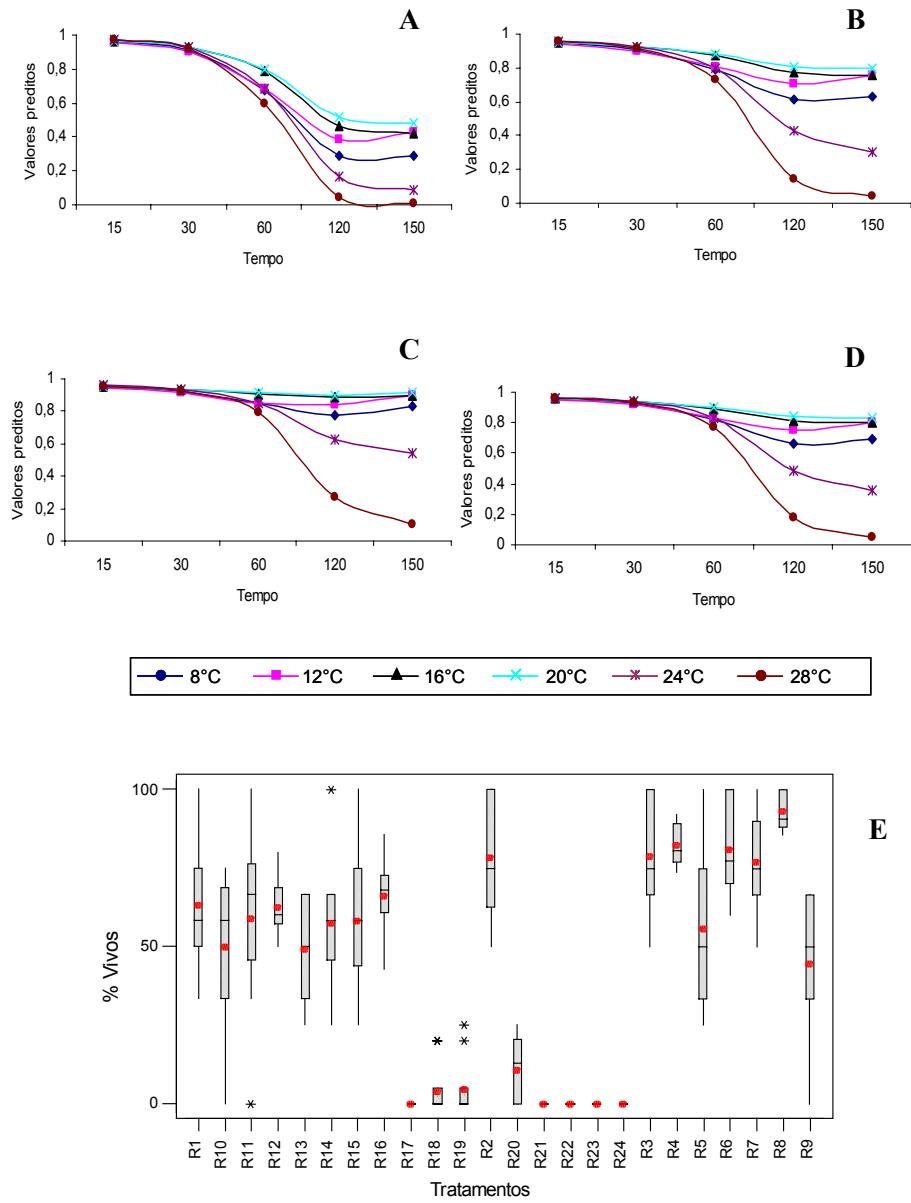 A
Valores preditos
1
0,8
0,6
0,4
0,2
0
15 30 60 120 150
Tempo
B
Valores preditos
1
0,8
0,6
0,4
0,2
0
15 30 60 120 150
Tempo
C
Valores preditos
1
0,8
0,6
0,4
0,2
0
15 30 60 120 150
Tempo
D
Valores preditos
1
0,8
0,6
0,4
0,2
0
15 30 60 120 150
Tempo
8°C 12°C 16°C 20°C 24°C 28°C
E
% Vivos
100
50
0
R1 R10 R11 R12 R13 R14 R15 R16 R17 R18 R19 R2 R20 R21 R22 R23 R24 R3 R4 R5 R6 R7 R8 R9
Tratamentos